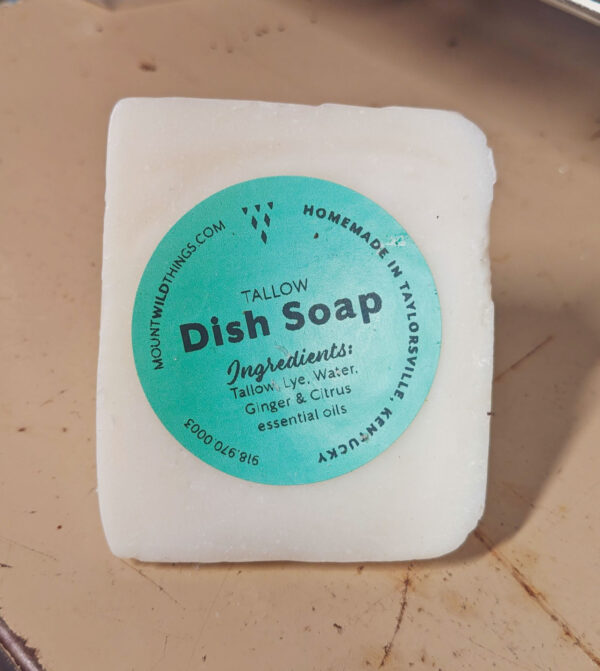 MOUNTWILDTHINGS.COM
HOMEMADE IN TAYLORSVILLE, KENTUCKY
TALLOW
Dish Soap
Ingredients:
Tallow, Lye, Water,
Ginger & Citrus
essential oils
918.970.0003